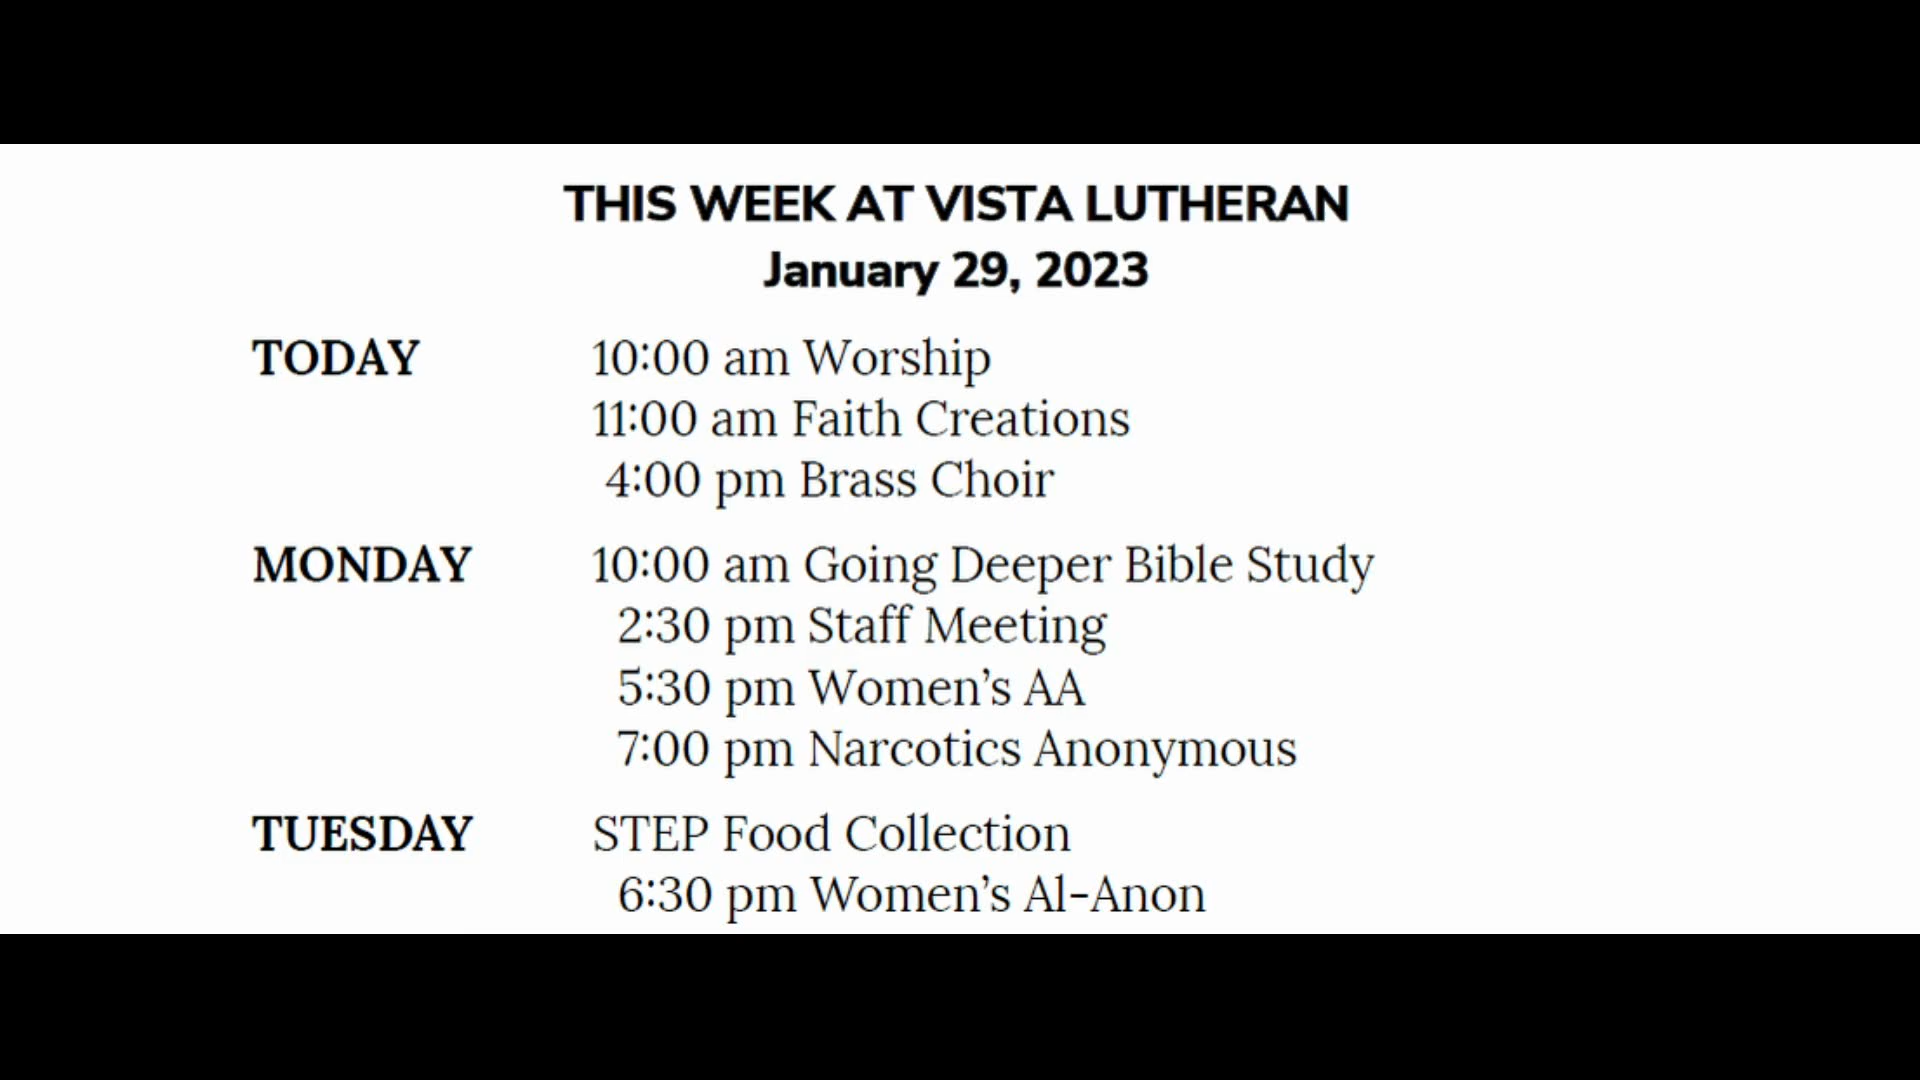 THIS WEEK AT VISTA LUTHERAN
January 29, 2023
TODAY 10:00 am Worship
11:00 am Faith Creations
4:00 pm Brass Choir
MONDAY 10:00 am Going Deeper Bible Study
2:30 pm Staff Meeting
5:30 pm Women’s AA
7:00 pm Narcotics Anonymous
TUESDAY STEP Food Collection
6:30 pm Women’s Al-Anon